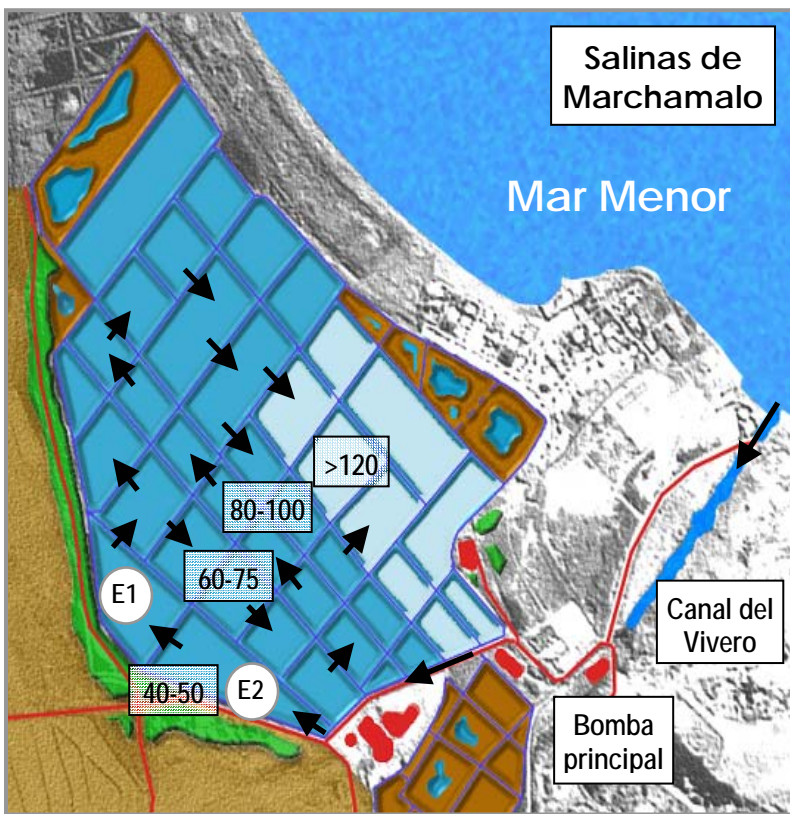 Salinas de
Marchamalo
Mar Menor
>120
80-100
60-75
E1
40-50
E2
Canal del
Vivero
Bomba
principal